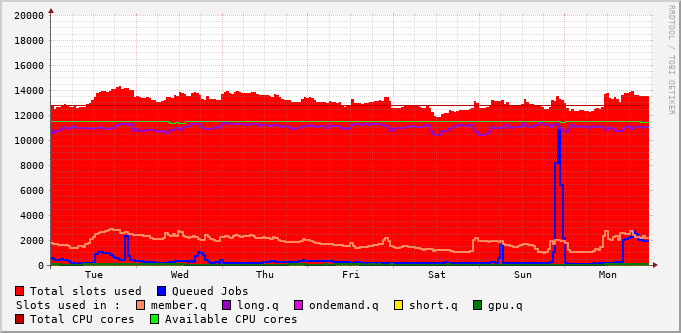 20000
18000
16000
14000
12000
10000
8000
6000
4000
2000
0
Tue Wed Thu Fri Sat Sun Mon
RRDTOOL / TOBI OETIKER
Total slots used Queued Jobs
Slots used in : member.q long.q ondemand.q short.q gpu.q
Total CPU cores Available CPU cores